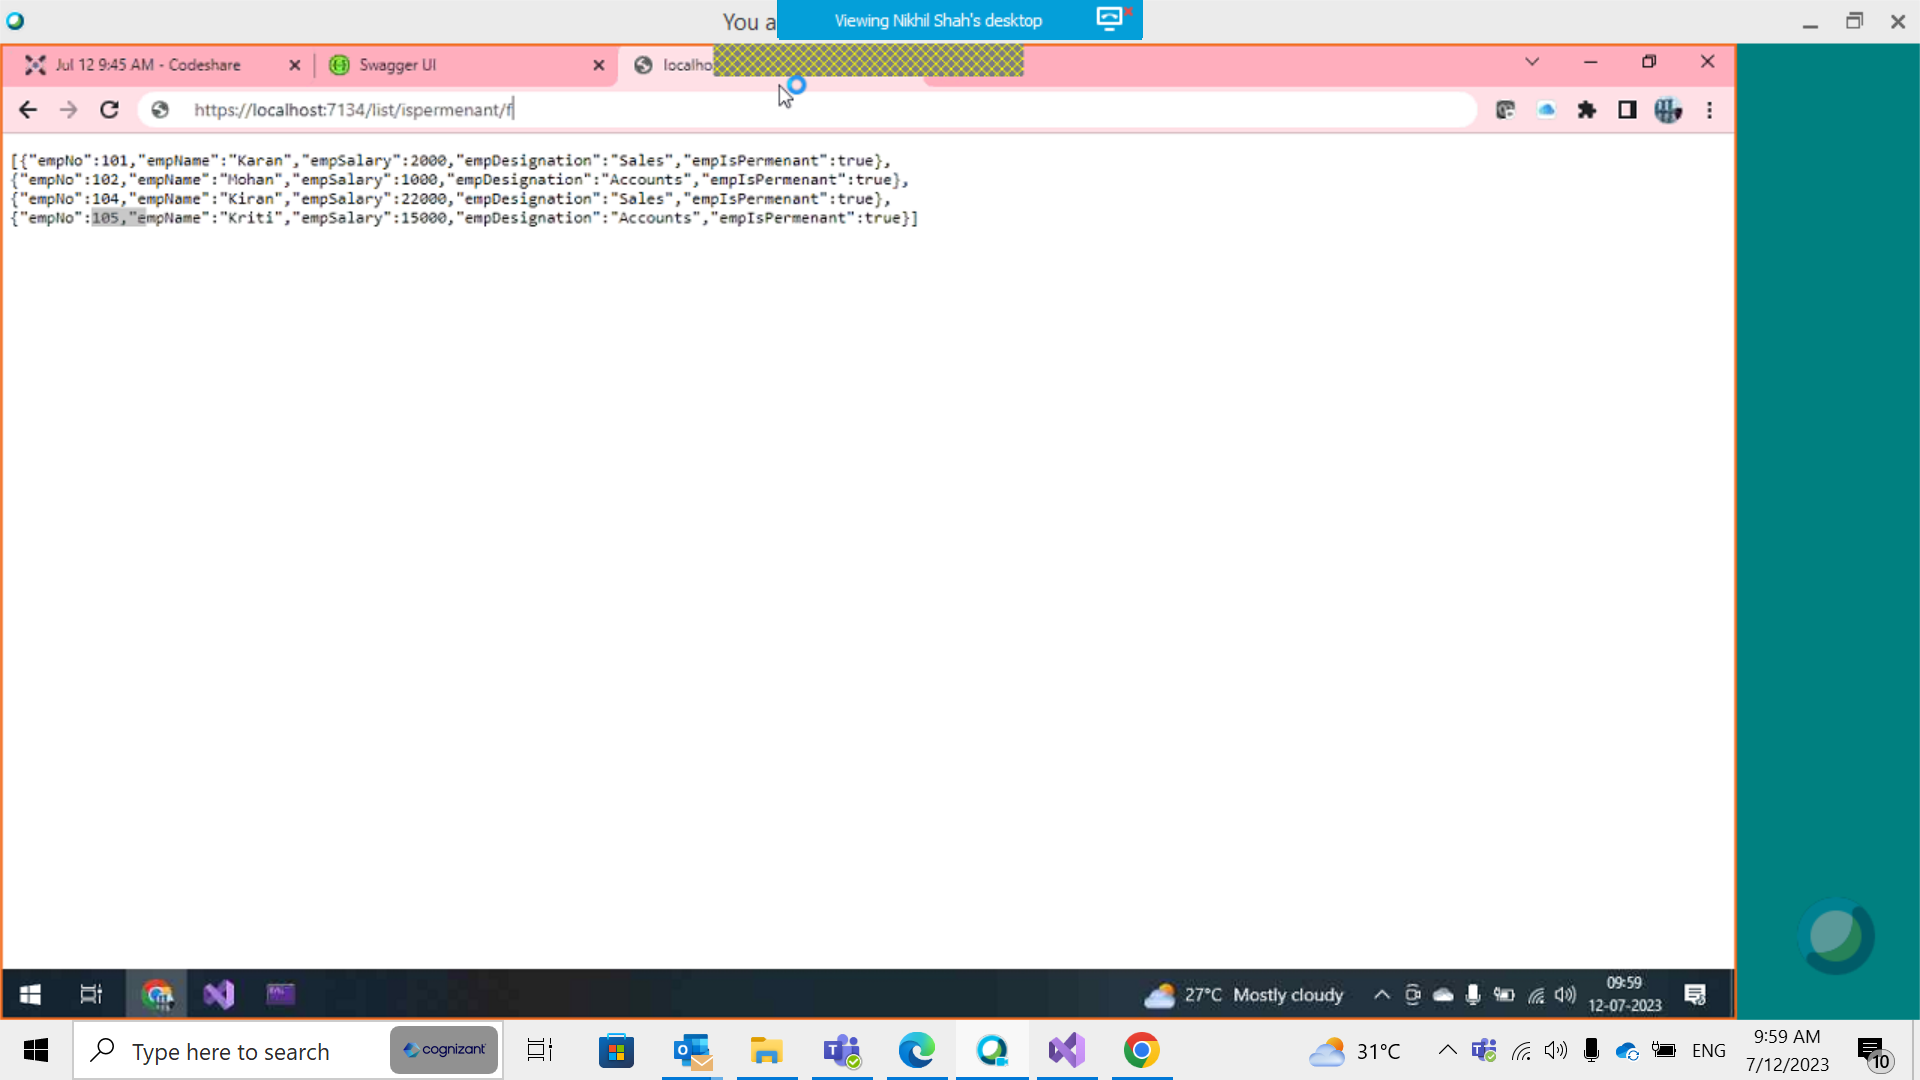 You a
Viewing Nikhil Shah's desktop
Jul 12 9:45 AM - Codeshare
Swagger UI
localho
https://localhost:7134/list/ispermenant/f
[{"empNo":101,"empName":"Karan","empSalary":2000,"empDesignation":"Sales","empIsPermenant":true},
{"empNo":102,"empName":"Mohan","empSalary":1000,"empDesignation":"Accounts","empIsPermenant":true},
{"empNo":104,"empName":"Kiran","empSalary":22000,"empDesignation":"Sales","empIsPermenant":true},
{"empNo":105,"empName":"Kriti","empSalary":15000,"empDesignation":"Accounts","empIsPermenant":true}]
27°C Mostly cloudy
09:59
12-07-2023
Type here to search
cognizant
31°C
ENG
9:59 AM
7/12/2023
10